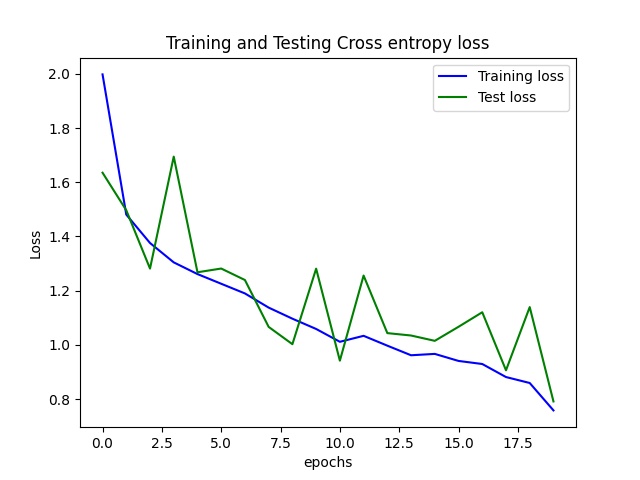 Training and Testing Cross entropy loss
Training loss
Test loss
2.0
1.8
1.6
1.4
1.2
1.0
0.8
Loss
0.0 2.5 5.0 7.5 10.0 12.5 15.0 17.5
epochs